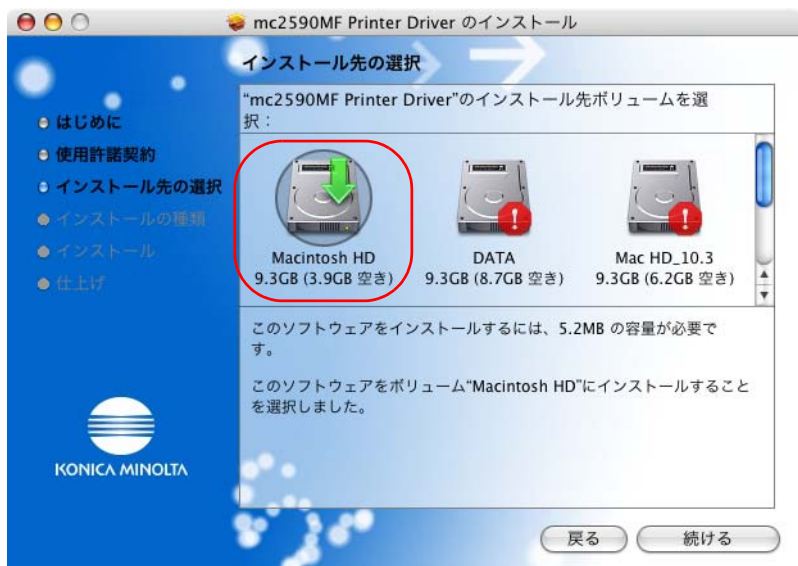 mc2590MF Printer Driver のインストール
インストール先の選択
はじめに
使用許諾契約
インストール先の選択
インストールの種類
インストール
仕上げ
"mc2590MF Printer Driver"のインストール先ボリュームを選
択：
Macintosh HD
9.3GB (3.9GB 空き)
DATA
9.3GB (8.7GB 空き)
Mac HD_10.3
9.3GB (6.2GB 空き)
このソフトウェアをインストールするには、5.2MB の容量が必要で
す。
このソフトウェアをボリューム"Macintosh HD"にインストールすること
を選択しました。
KONICA MINOLTA
戻る
続ける